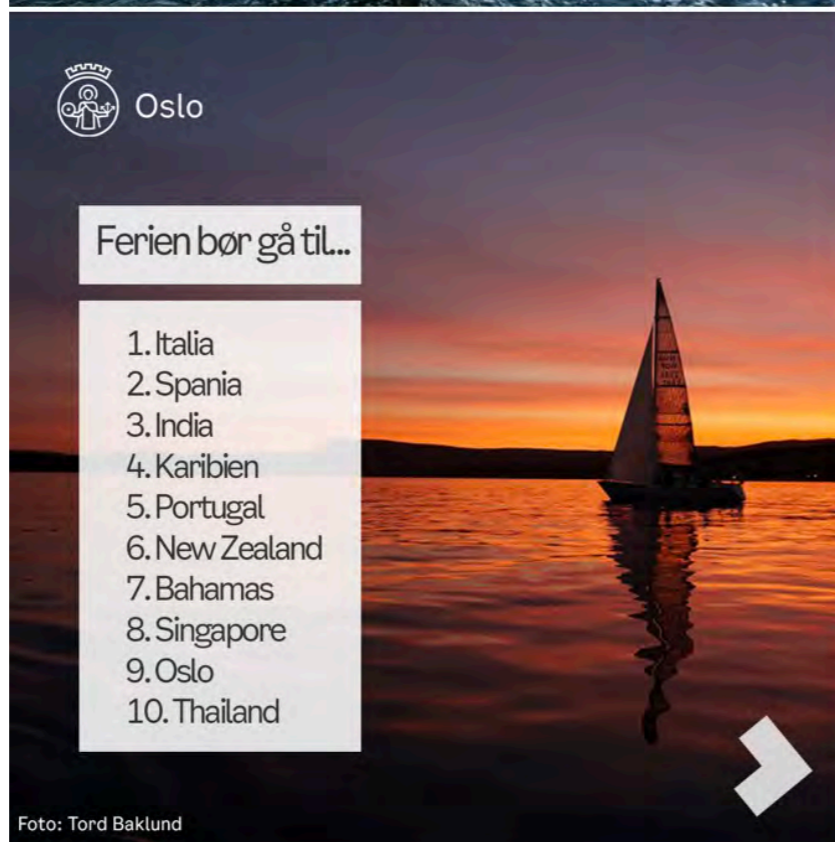 Oslo
Ferien bør gå til...
1. Italia
2. Spania
3. India
4. Karibien
5. Portugal
6. New Zealand
7. Bahamas
8. Singapore
9. Oslo
10. Thailand
Foto: Tord Baklund